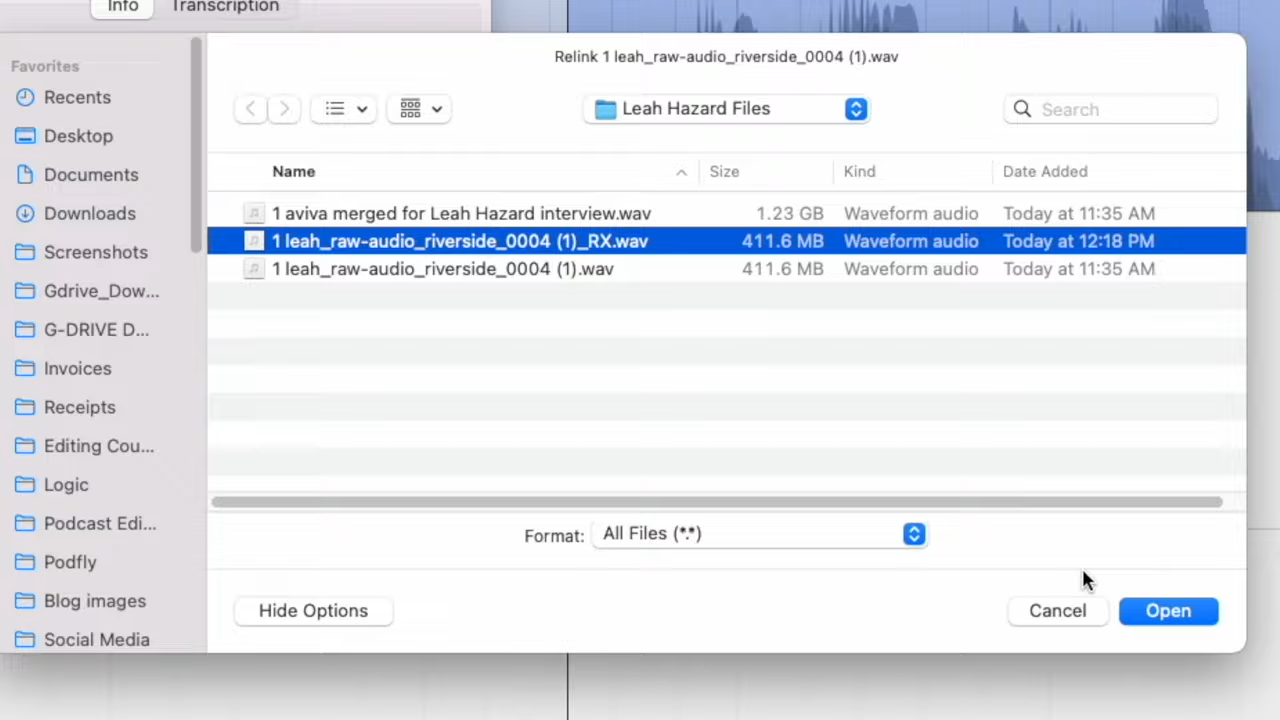 Info Transcription
Relink 1 leah_raw-audio_riverside_0004 (1).wav
Favorites
Recents
Desktop
Documents
Downloads
Screenshots
Gdrive_Dow...
G-DRIVE D...
Invoices
Receipts
Editing Cou...
Logic
Podcast Edi...
Podfly
Blog images
Social Media
Leah Hazard Files
Search
Name Size Kind Date Added
1 aviva merged for Leah Hazard interview.wav 1.23 GB Waveform audio Today at 11:35 AM
1 leah_raw-audio_riverside_0004 (1)_RX.wav 411.6 MB Waveform audio Today at 12:18 PM
1 leah_raw-audio_riverside_0004 (1).wav 411.6 MB Waveform audio Today at 11:35 AM
Format: All Files (*.*)
Hide Options Cancel Open